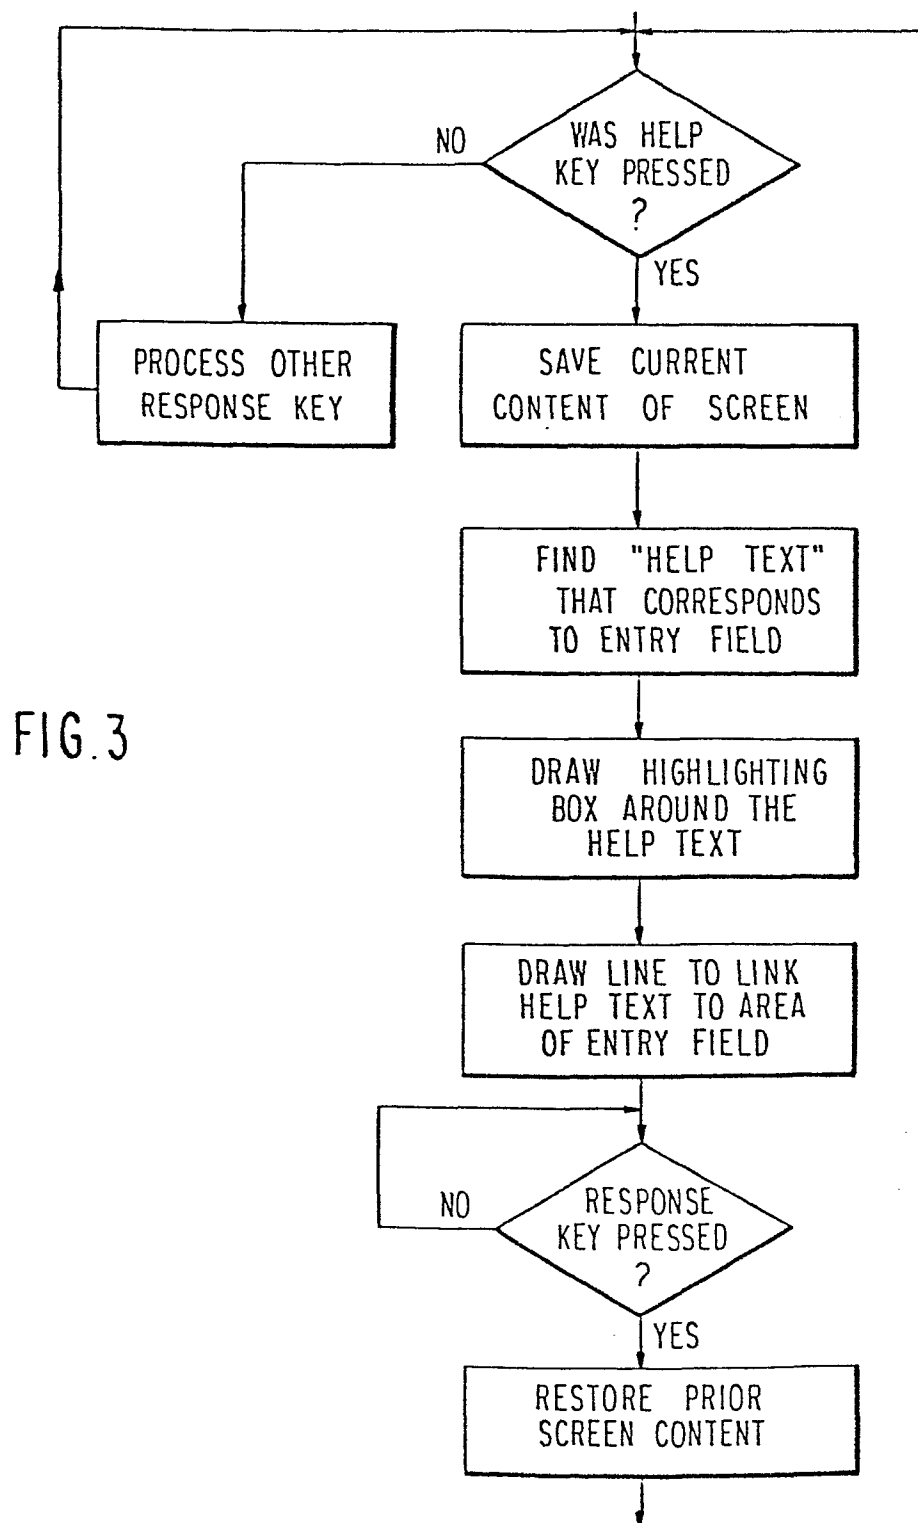 WAS HELP
KEY PRESSED
?
NO
YES
PROCESS OTHER
RESPONSE KEY
SAVE CURRENT
CONTENT OF SCREEN
FIND "HELP TEXT"
THAT CORRESPONDS
TO ENTRY FIELD
FIG.3
DRAW HIGHLIGHTING
BOX AROUND THE
HELP TEXT
DRAW LINE TO LINK
HELP TEXT TO AREA
OF ENTRY FIELD
RESPONSE
KEY PRESSED
?
NO
YES
RESTORE PRIOR
SCREEN CONTENT